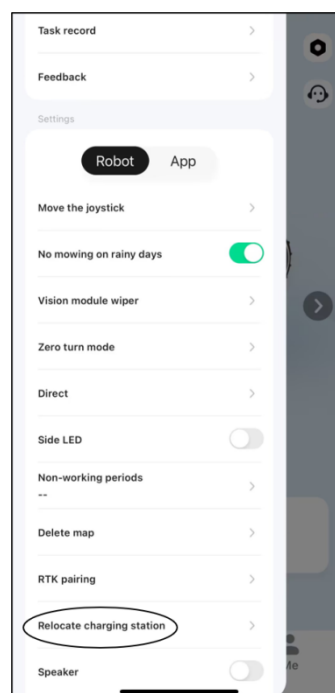 Task record
Feedback
Settings
Robot App
Move the joystick
No mowing on rainy days
Vision module wiper
Zero turn mode
Direct
Side LED
Non-working periods
--
Delete map
RTK pairing
Relocate charging station
Speaker
Me